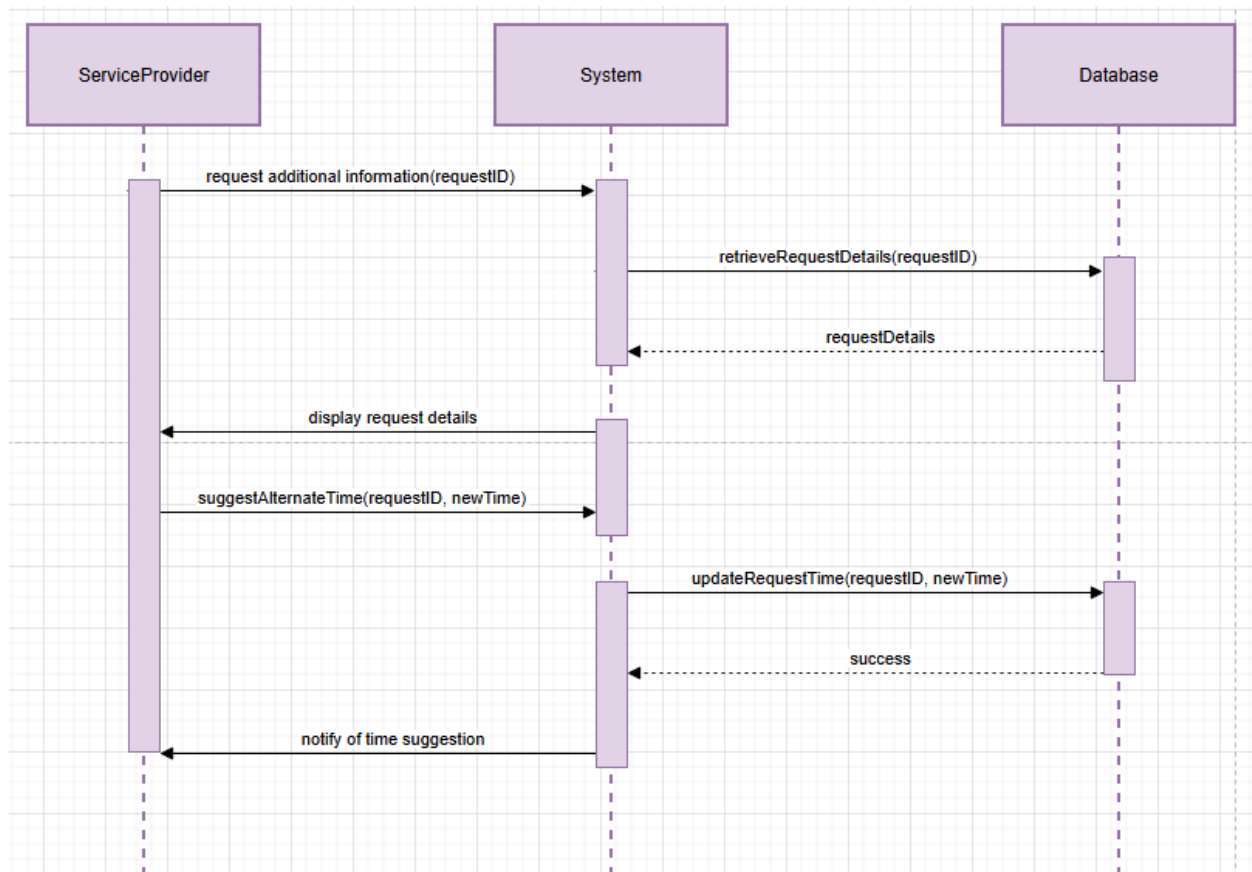 ServiceProvider
System
Database
request additional information(requestID)
retrieveRequestDetails(requestID)
requestDetails
display request details
suggestAlternateTime(requestID, newTime)
updateRequestTime(requestID, newTime)
success
notify of time suggestion